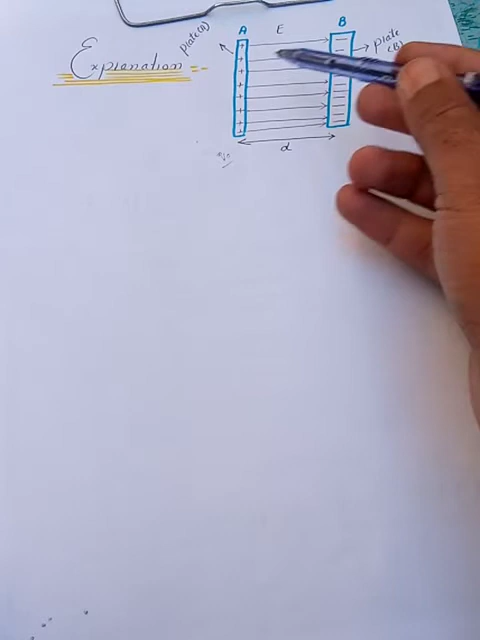 Explanation :-
plate(A)
A
E
B
plate
(B)
+
+
+
+
+
+
+
d